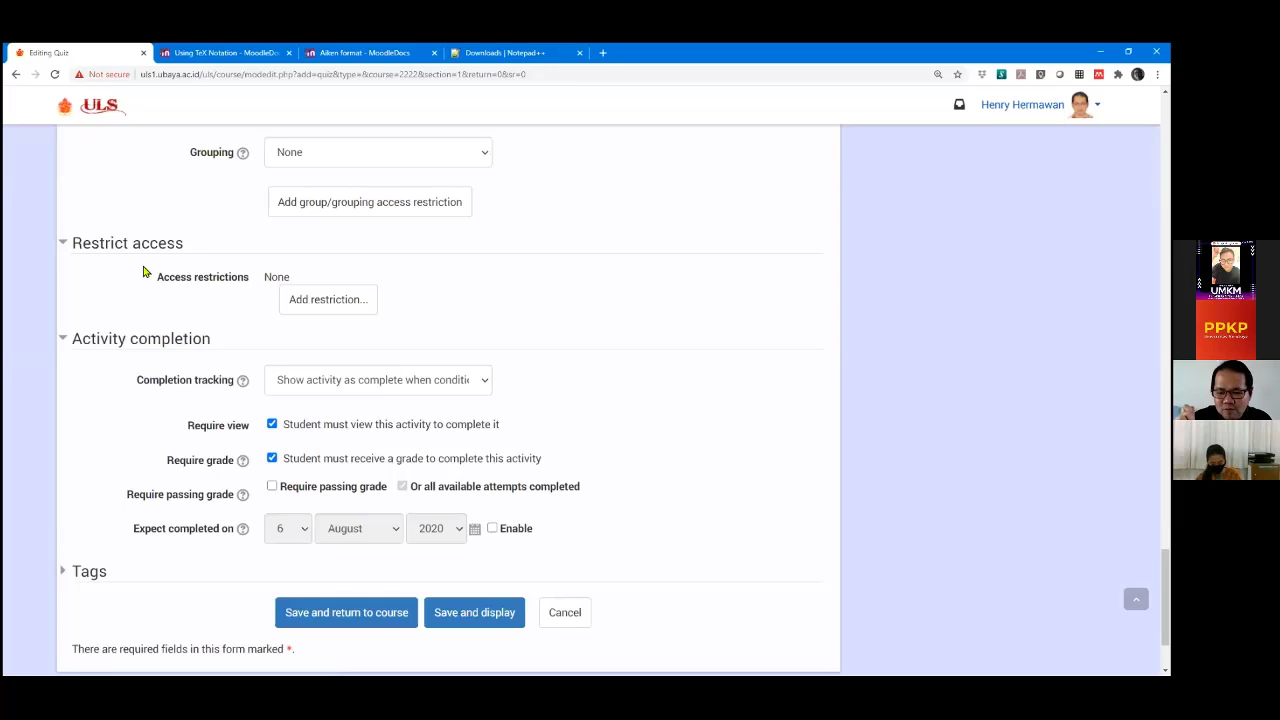 Editing Quiz
Using TeX Notation - MoodleDo
Aiken format - MoodleDocs
Downloads | Notepad++
Not secure
uls1.ubaya.ac.id/uls/course/modedit.php?add=quiz&type=&course=2222&section=1&return=0&sr=0
ULS
Henry Hermawan
Grouping
None
Add group/grouping access restriction
Restrict access
Access restrictions
None
Add restriction...
Activity completion
Completion tracking
Show activity as complete when conditi
Require view
Student must view this activity to complete it
Require grade
Student must receive a grade to complete this activity
Require passing grade
Require passing grade
Or all available attempts completed
Expect completed on
6
August
2020
Enable
Tags
Save and return to course
Save and display
Cancel
There are required fields in this form marked *.
UMKM
PPKP